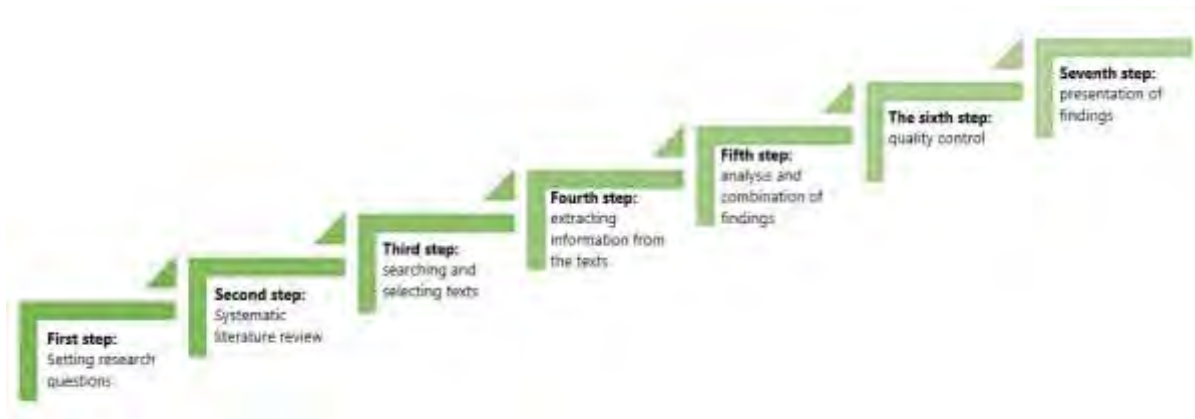 First step:
Setting research
questions
Second step:
Systematic
literature review
Third step:
searching and
selecting texts
Fourth step:
extracting
information from
the texts
Fifth step:
analysis and
combination of
findings
The sixth step:
quality control
Seventh step:
presentation of
findings